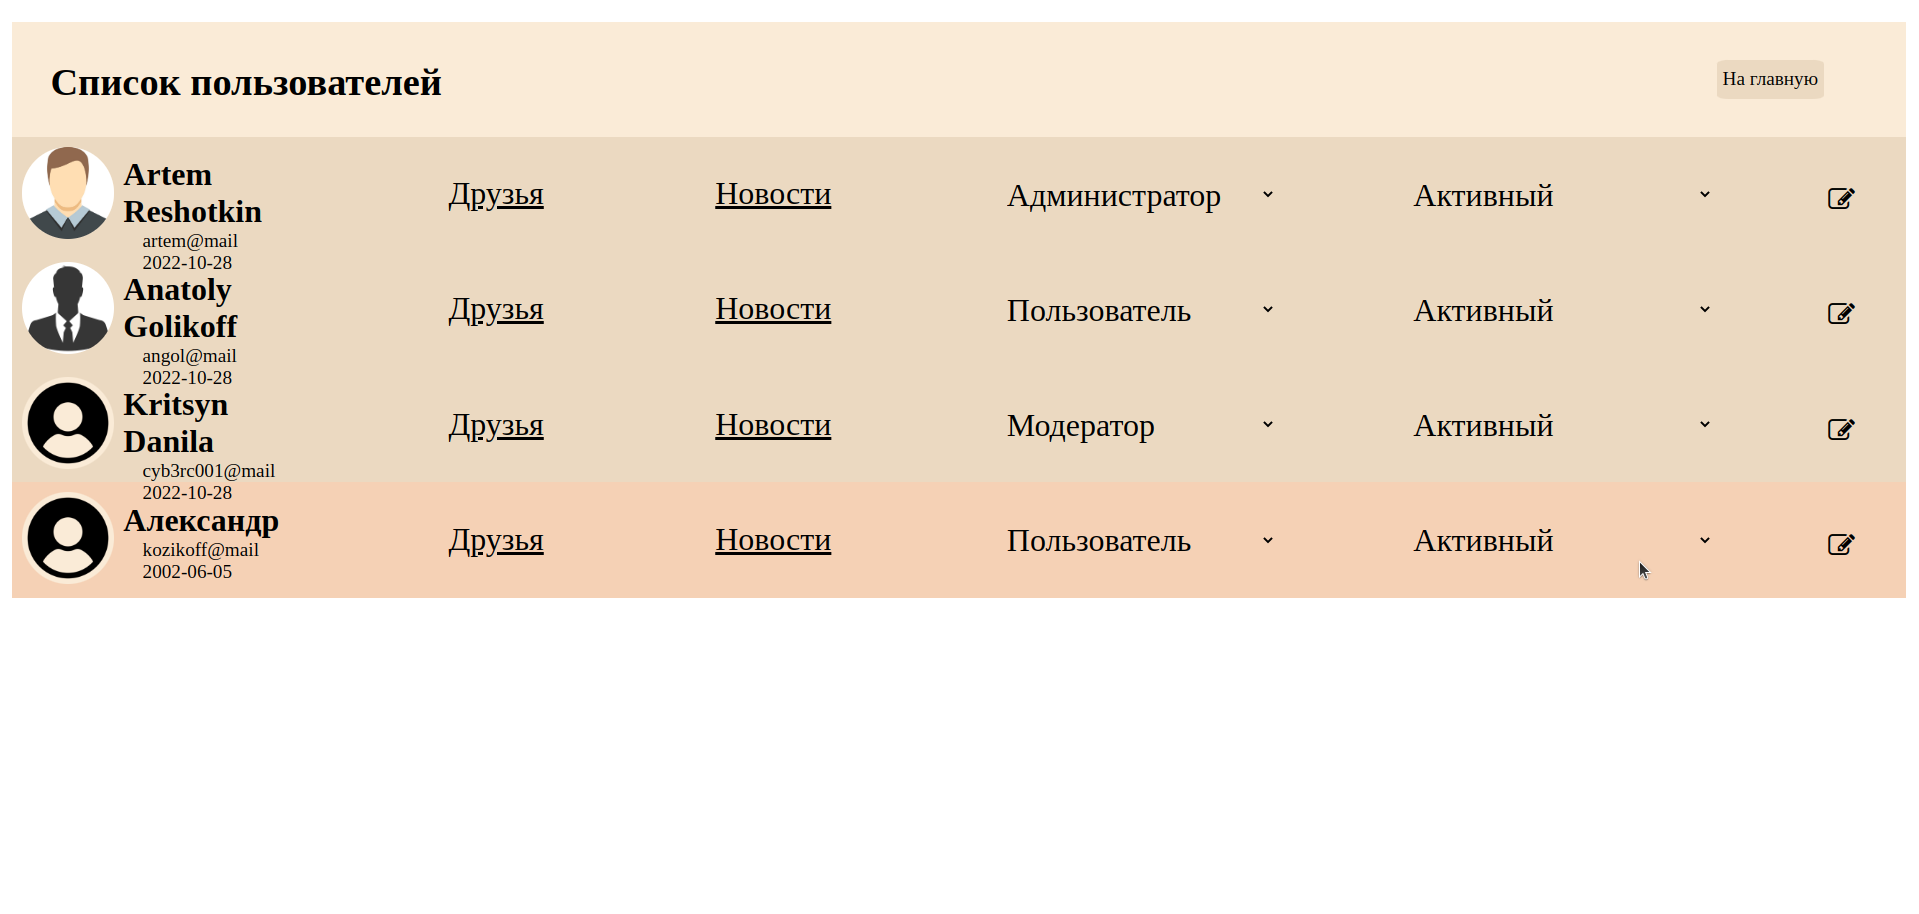 Список пользователей
На главную
Artem
Reshotkin
artem@mail
2022-10-28
Друзья
Новости
Администратор
Активный
Anatoly
Golikoff
angol@mail
2022-10-28
Друзья
Новости
Пользователь
Активный
Kritsyn
Danila
cyb3rc001@mail
2022-10-28
Друзья
Новости
Модератор
Активный
Александр
kozikoff@mail
2002-06-05
Друзья
Новости
Пользователь
Активный